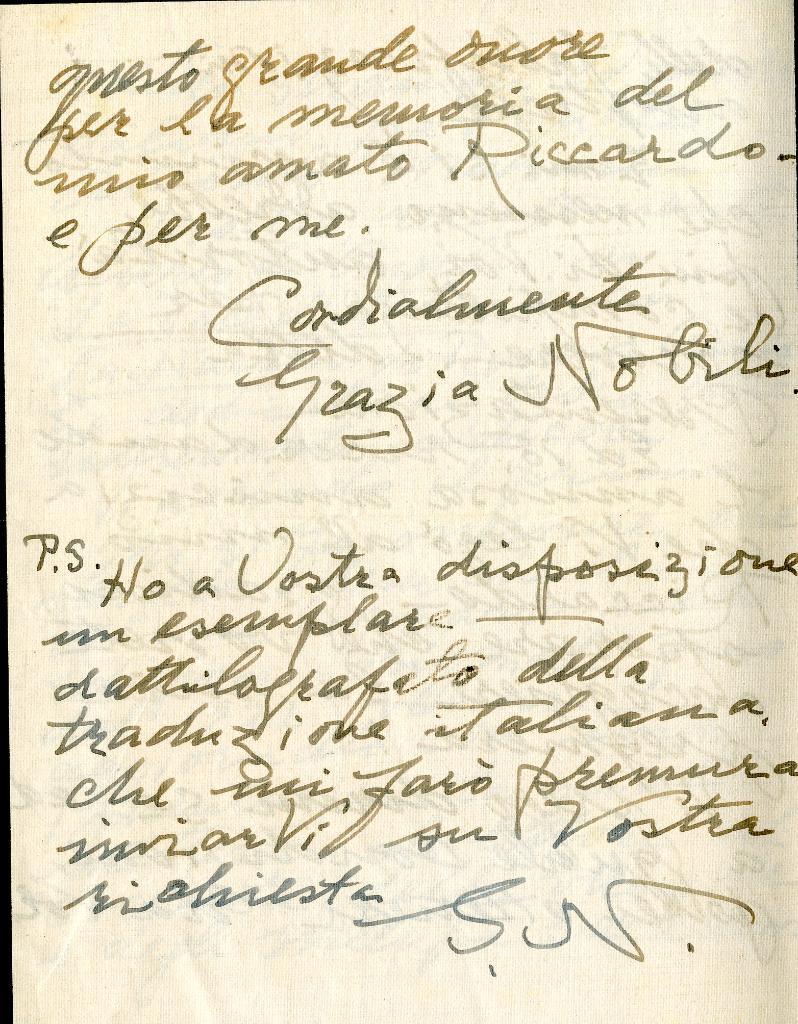 questo grande onore
per la memoria del
mio amato Riccardo -
e per me.
Cordialmente
Grazia Nobili.
P.S. Ho a Vostra disposizione
un esemplare
dattilografato della
traduzione italiana,
che mi farò premura
inviarVi su Vostra
richiesta
G. N.